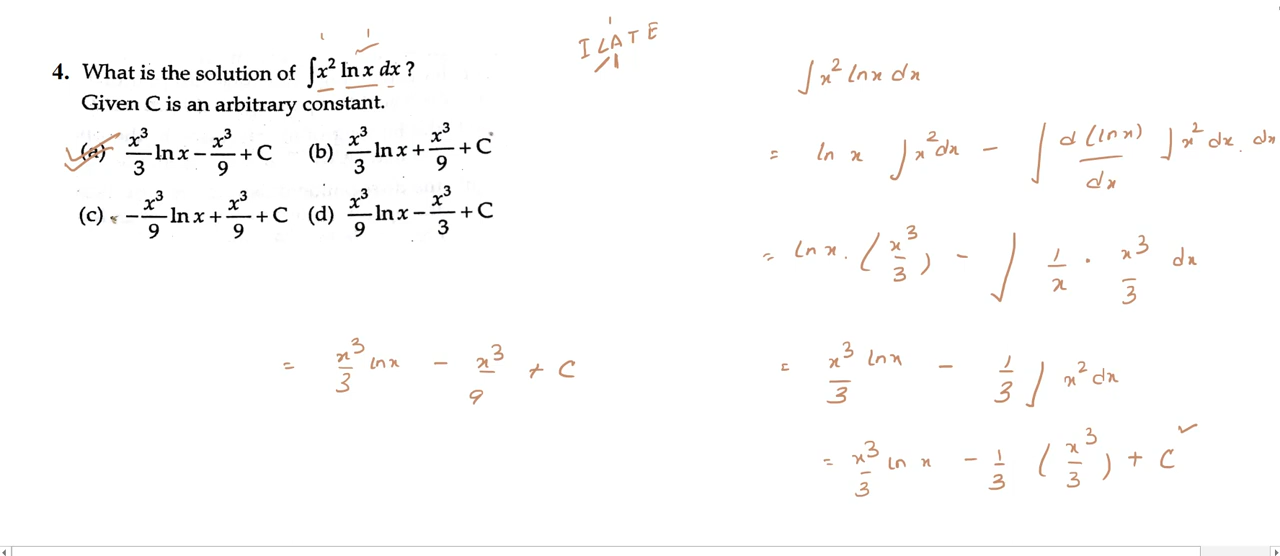 4. What is the solution of ∫x² ln x dx ?
Given C is an arbitrary constant.
(a) x³/3 ln x − x³/9 + C (b) x³/3 ln x + x³/9 + C
(c) −x³/9 ln x + x³/9 + C (d) x³/9 ln x − x³/3 + C
I L A T E
∫ x² ln x dx
= ln x ∫ x² dx − ∫ d (ln x)/dx ∫ x² dx . dx
= ln x . (x³/3) − ∫ 1/x · x³/3 dx
= x³/3 ln x − 1/3 ∫ x² dx
= x³/3 ln x − 1/3 (x³/3) + C
= x³/3 ln x − x³/9 + C